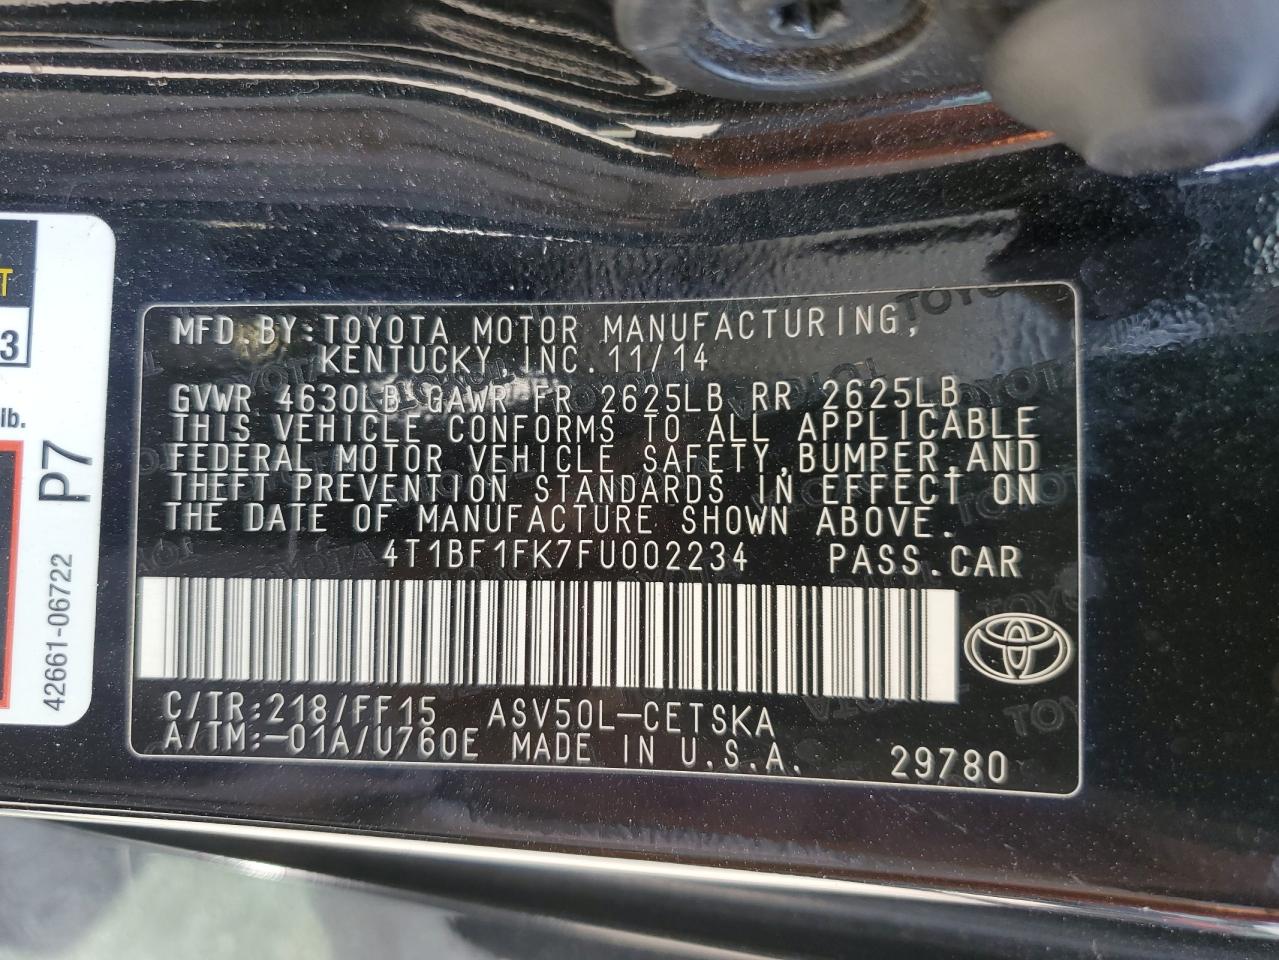 MFD.BY:TOYOTA MOTOR MANUFACTURING,
KENTUCKY,INC. 11/14
GVWR 4630LB GAWR FR 2625LB RR 2625LB
THIS VEHICLE CONFORMS TO ALL APPLICABLE
FEDERAL MOTOR VEHICLE SAFETY,BUMPER,AND
THEFT PREVENTION STANDARDS IN EFFECT ON
THE DATE OF MANUFACTURE SHOWN ABOVE.
4T1BF1FK7FU002234 PASS.CAR
C/TR:218/FF15 ASV50L-CETSKA
A/TM:-01A/U760E MADE IN U.S.A. 29780
T
3
lb.
P7
42661-06722